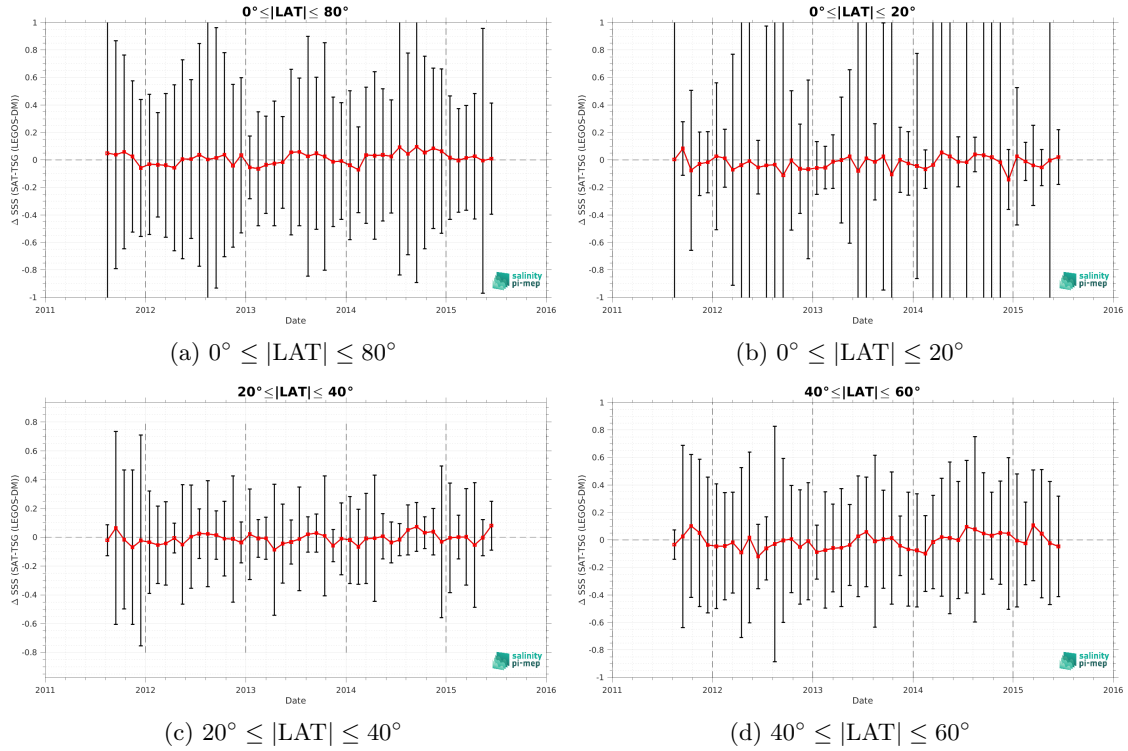 0°≤|LAT|≤ 80°
1
0.8
0.6
0.4
0.2
0
-0.2
-0.4
-0.6
-0.8
-1
Δ SSS (SAT-TSG (LEGOS-DM))
2011 2012 2013 2014 2015 2016
Date
salinity
pi-mep
(a) 0° ≤ |LAT| ≤ 80°
0°≤|LAT|≤ 20°
1
0.8
0.6
0.4
0.2
0
-0.2
-0.4
-0.6
-0.8
-1
Δ SSS (SAT-TSG (LEGOS-DM))
2011 2012 2013 2014 2015 2016
Date
salinity
pi-mep
(b) 0° ≤ |LAT| ≤ 20°
20°≤|LAT|≤ 40°
0.8
0.6
0.4
0.2
0
-0.2
-0.4
-0.6
-0.8
Δ SSS (SAT-TSG (LEGOS-DM))
2011 2012 2013 2014 2015 2016
Date
salinity
pi-mep
(c) 20° ≤ |LAT| ≤ 40°
40°≤|LAT|≤ 60°
1
0.8
0.6
0.4
0.2
0
-0.2
-0.4
-0.6
-0.8
-1
Δ SSS (SAT-TSG (LEGOS-DM))
2011 2012 2013 2014 2015 2016
Date
salinity
pi-mep
(d) 40° ≤ |LAT| ≤ 60°